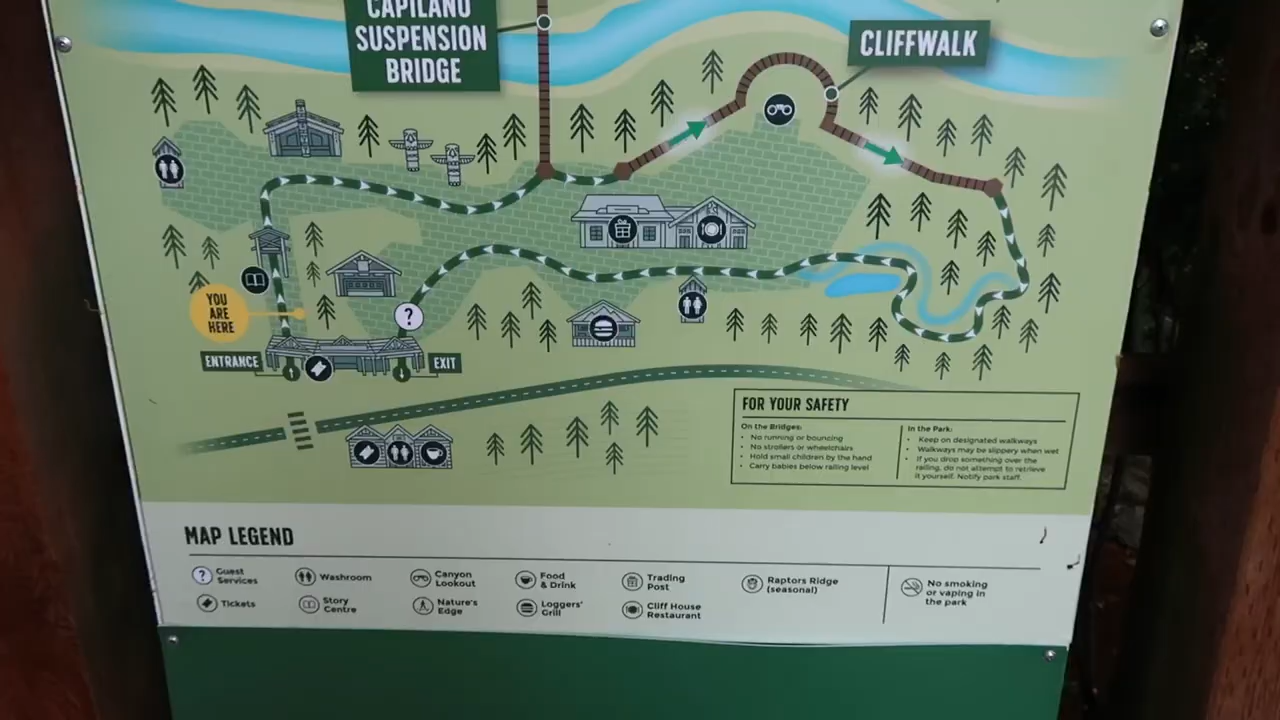 CAPILANO
SUSPENSION
BRIDGE
CLIFFWALK
YOU
ARE
HERE
?
ENTRANCE
EXIT
FOR YOUR SAFETY
On the Bridges:
• No running or bouncing
• No strollers or wheelchairs
• Hold small children by the hand
• Carry babies below railing level
In the Park:
• Keep on designated walkways
• Walkways may be slippery when wet
• If you drop something over the
railing, do not attempt to retrieve
it yourself. Notify park staff.
MAP LEGEND
? Guest
Services
Tickets
Washroom
Story
Centre
Canyon
Lookout
Nature's
Edge
Food
& Drink
Loggers'
Grill
Trading
Post
Cliff House
Restaurant
Raptors Ridge
(seasonal)
No smoking
or vaping in
the park